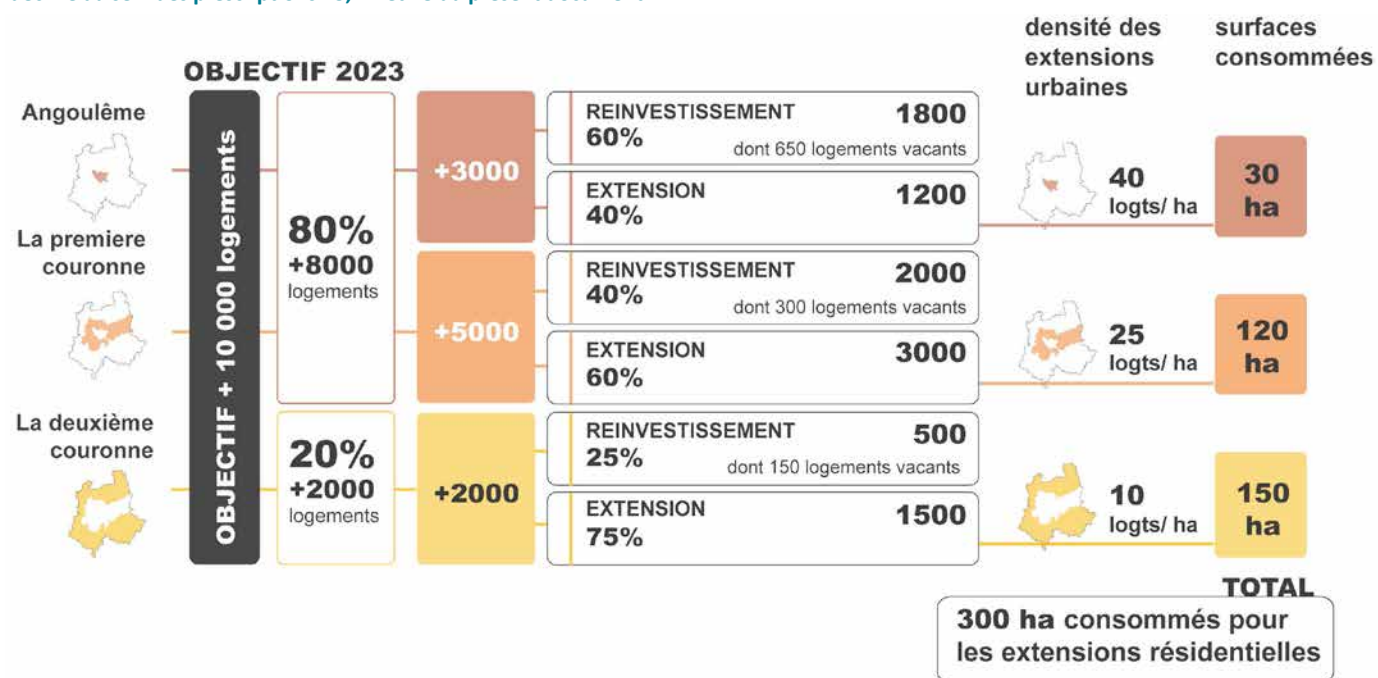 densité des
extensions
urbaines
surfaces
consommées
OBJECTIF 2023
Angoulême
OBJECTIF + 10 000 logements
80%
+8000
logements
+3000
REINVESTISSEMENT 1800
60%
dont 650 logements vacants
EXTENSION 1200
40%
40
logts/ ha
30
ha
La premiere
couronne
+5000
REINVESTISSEMENT 2000
40%
dont 300 logements vacants
EXTENSION 3000
60%
25
logts/ ha
120
ha
La deuxième
couronne
20%
+2000
logements
+2000
REINVESTISSEMENT 500
25%
dont 150 logements vacants
EXTENSION 1500
75%
10
logts/ ha
150
ha
TOTAL
300 ha consommés pour
les extensions résidentielles